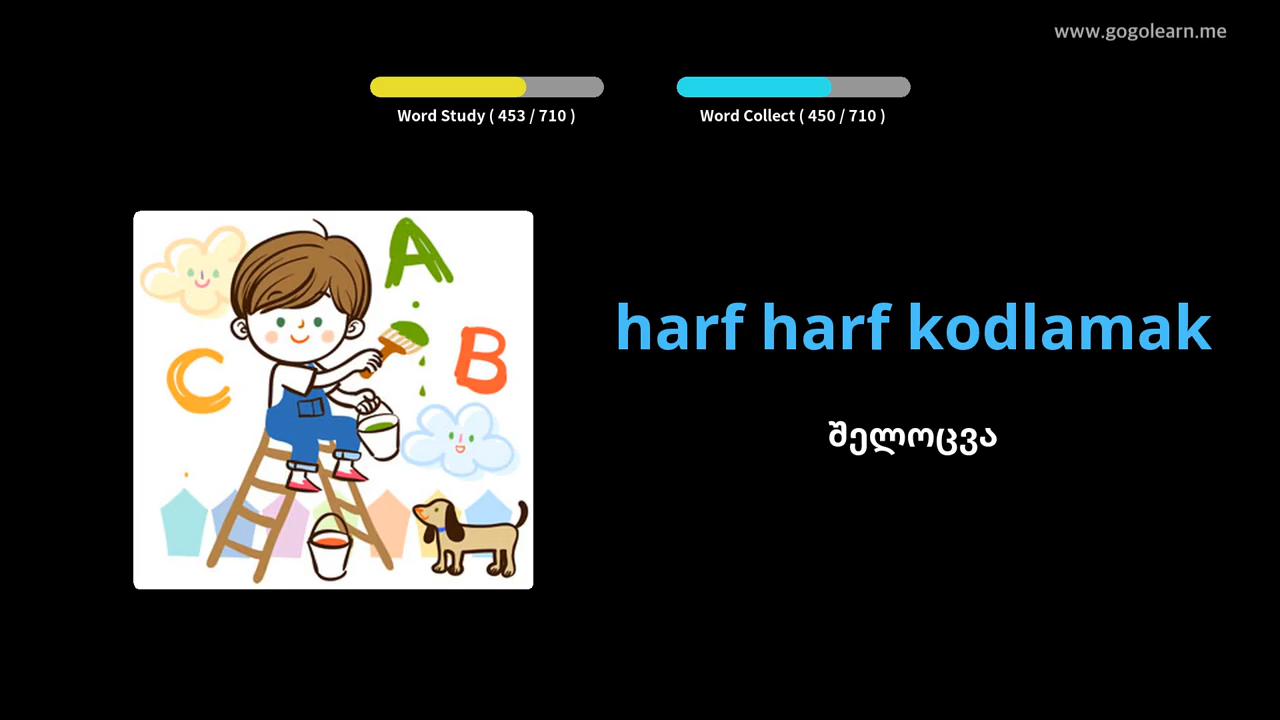 www.gogolearn.me
Word Study ( 453 / 710 )
Word Collect ( 450 / 710 )
A
B
C
harf harf kodlamak
შელოცვა